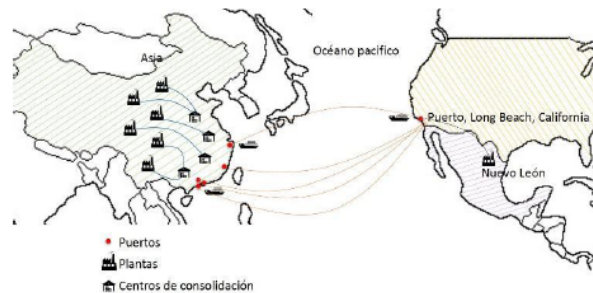 Océano pacífico
Asia
Puerto, Long Beach, California
Nuevo León
Puertos
Plantas
Centros de consolidación